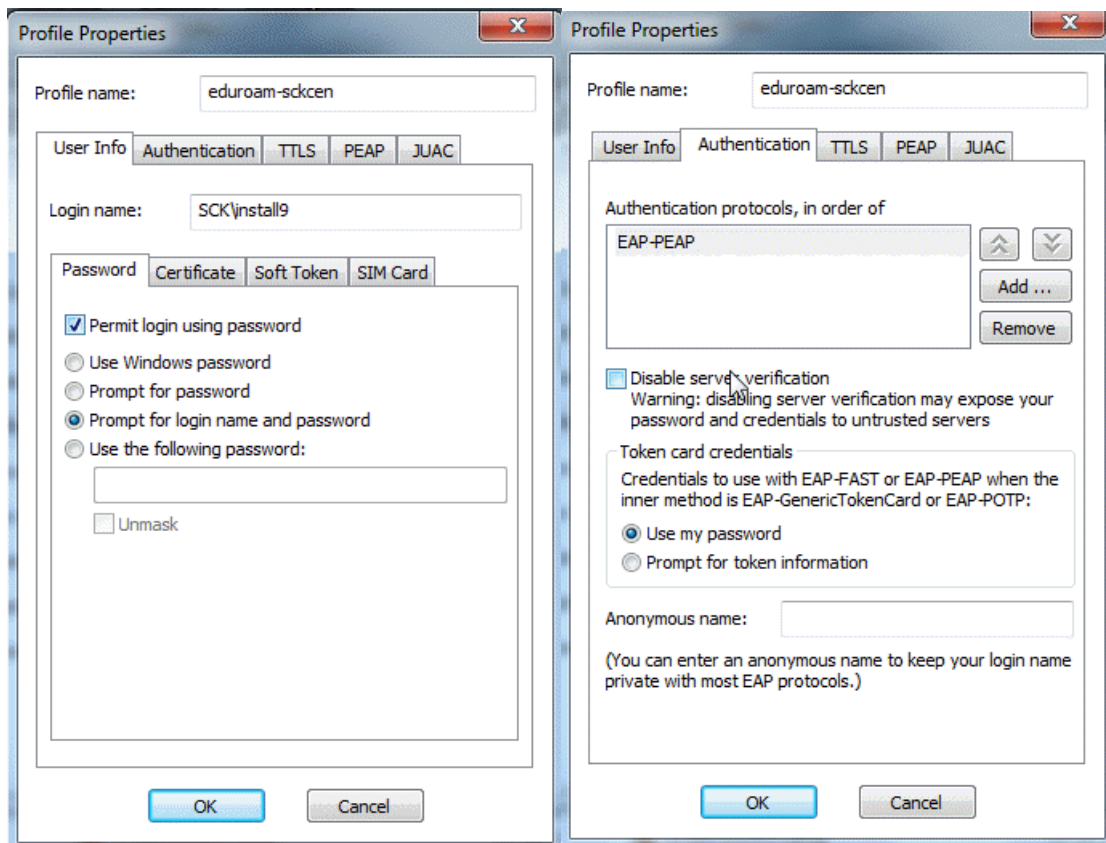 Profile Properties
Profile name:
eduroam-sckcen
User Info
Authentication
TTLS
PEAP
JUAC
Login name:
SCK\install9
Password
Certificate
Soft Token
SIM Card
Permit login using password
Use Windows password
Prompt for password
Prompt for login name and password
Use the following password:
Unmask
OK
Cancel
Profile Properties
Profile name:
eduroam-sckcen
User Info
Authentication
TTLS
PEAP
JUAC
Authentication protocols, in order of
EAP-PEAP
Add ...
Remove
Disable server verification
Warning: disabling server verification may expose your
password and credentials to untrusted servers
Token card credentials
Credentials to use with EAP-FAST or EAP-PEAP when the
inner method is EAP-GenericTokenCard or EAP-POTP:
Use my password
Prompt for token information
Anonymous name:
(You can enter an anonymous name to keep your login name
private with most EAP protocols.)
OK
Cancel